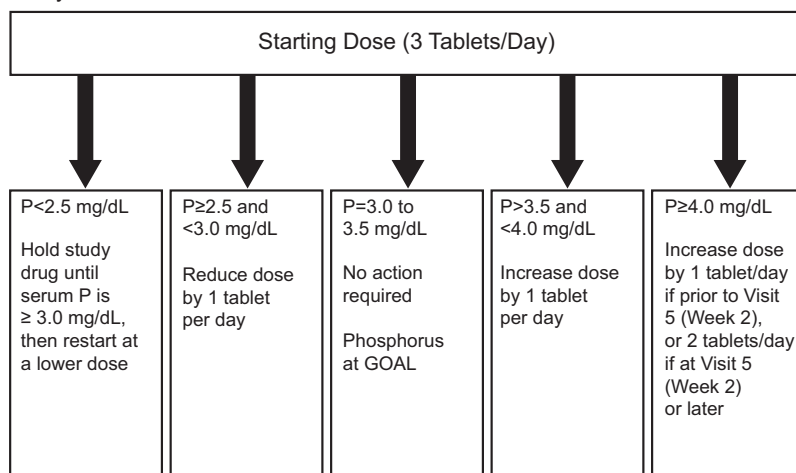 Starting Dose (3 Tablets/Day)
P<2.5 mg/dL
Hold study
drug until
serum P is
≥ 3.0 mg/dL,
then restart at
a lower dose
P≥2.5 and
<3.0 mg/dL
Reduce dose
by 1 tablet
per day
P=3.0 to
3.5 mg/dL
No action
required
Phosphorus
at GOAL
P>3.5 and
<4.0 mg/dL
Increase dose
by 1 tablet
per day
P≥4.0 mg/dL
Increase dose
by 1 tablet/day
if prior to Visit
5 (Week 2),
or 2 tablets/day
if at Visit 5
(Week 2)
or later